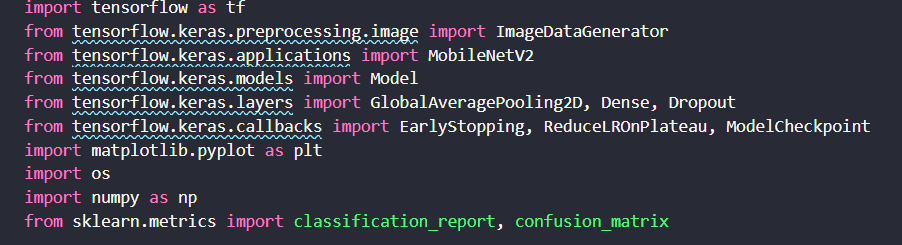 import tensorflow as tf
from tensorflow.keras.preprocessing.image import ImageDataGenerator
from tensorflow.keras.applications import MobileNetV2
from tensorflow.keras.models import Model
from tensorflow.keras.layers import GlobalAveragePooling2D, Dense, Dropout
from tensorflow.keras.callbacks import EarlyStopping, ReduceLROnPlateau, ModelCheckpoint
import matplotlib.pyplot as plt
import os
import numpy as np
from sklearn.metrics import classification_report, confusion_matrix